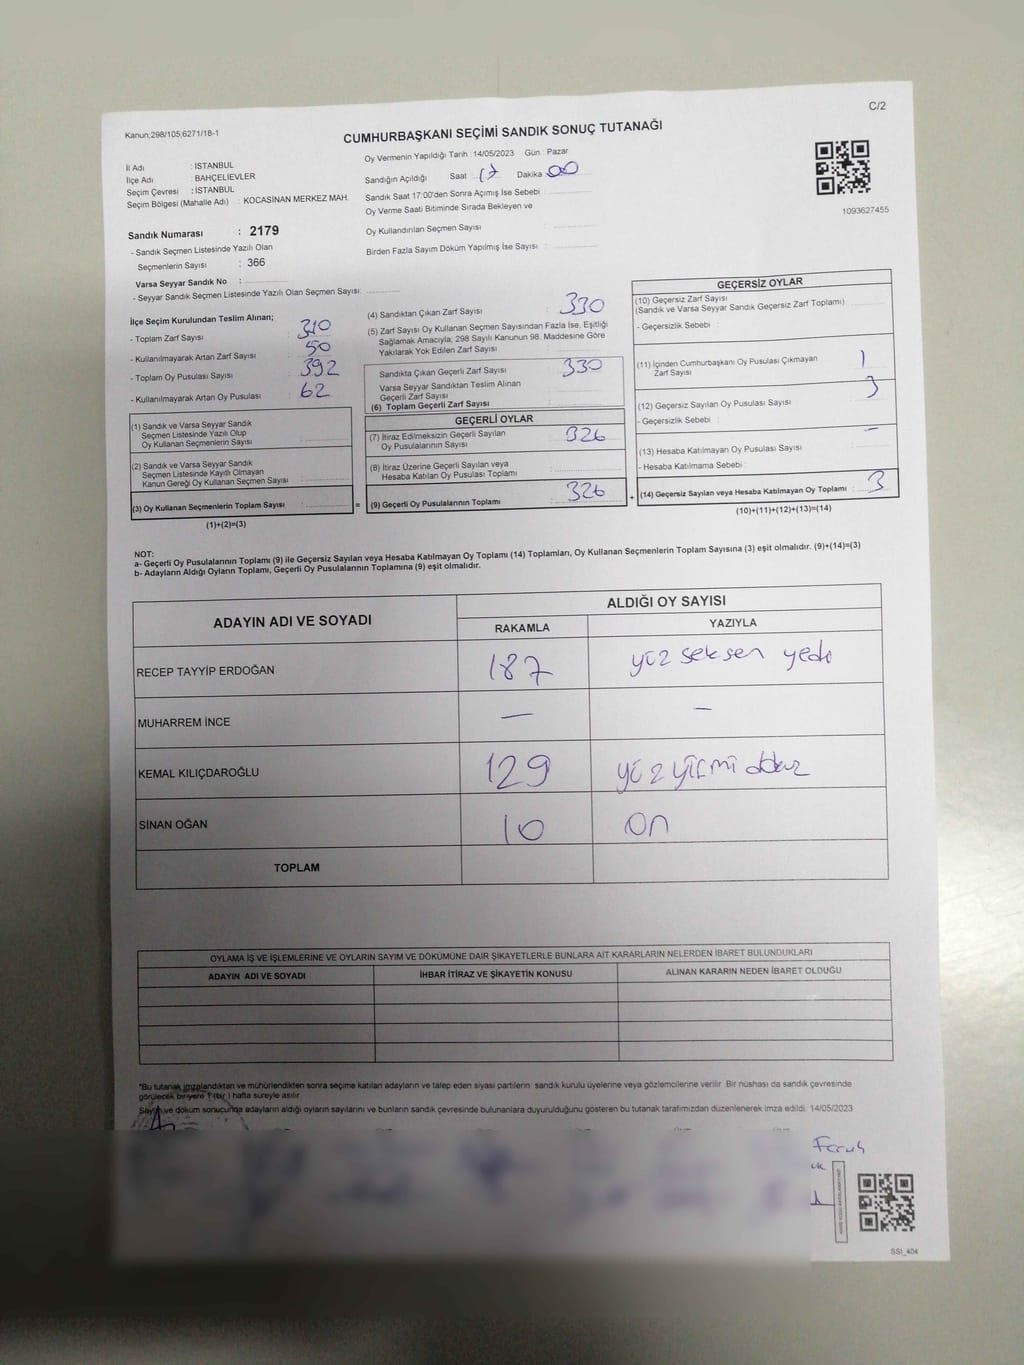 C/2
Kanun;298/105;6271/18-1
CUMHURBAŞKANI SEÇİMİ SANDIK SONUÇ TUTANAĞI
İl Adı : İSTANBUL
İlçe Adı : BAHÇELİEVLER
Seçim Çevresi : İSTANBUL
Seçim Bölgesi (Mahalle Adı) : KOCASİNAN MERKEZ MAH.
Oy Vermenin Yapıldığı Tarih : 14/05/2023 Gün : Pazar
Sandığın Açıldığı Saat 17 Dakika 00
Sandık Saat 17:00'den Sonra Açımış İse Sebebi
Oy Verme Saati Bitiminde Sırada Bekleyen ve
Oy Kullandırılan Seçmen Sayısı :
Birden Fazla Sayım Döküm Yapılmış İse Sayısı :
1093627455
Sandık Numarası : 2179
- Sandık Seçmen Listesinde Yazılı Olan
Seçmenlerin Sayısı : 366
Varsa Seyyar Sandık No :
- Seyyar Sandık Seçmen Listesinde Yazılı Olan Seçmen Sayısı:
İlçe Seçim Kurulundan Teslim Alınan;
- Toplam Zarf Sayısı : 310
- Kullanılmayarak Artan Zarf Sayısı : 50
- Toplam Oy Pusulası Sayısı : 392
- Kullanılmayarak Artan Oy Pusulası : 62
(1) Sandık ve Varsa Seyyar Sandık
Seçmen Listesinde Yazılı Olup
Oy Kullanan Seçmenlerin Sayısı :
(2) Sandık ve Varsa Seyyar Sandık
Seçmen Listesinde Kayıtlı Olmayan
Kanun Gereği Oy Kullanan Seçmen Sayısı :
(3) Oy Kullanan Seçmenlerin Toplam Sayısı :
(1)+(2)=(3)
(4) Sandıktan Çıkan Zarf Sayısı : 330
(5) Zarf Sayısı Oy Kullanan Seçmen Sayısından Fazla İse, Eşitliği
Sağlamak Amacıyla; 298 Sayılı Kanunun 98. Maddesine Göre
Yakılarak Yok Edilen Zarf Sayısı :
Sandıkta Çıkan Geçerli Zarf Sayısı : 330
Varsa Seyyar Sandıktan Teslim Alınan
Geçerli Zarf Sayısı :
(6) Toplam Geçerli Zarf Sayısı :
GEÇERLİ OYLAR
(7) İtiraz Edilmeksizin Geçerli Sayılan
Oy Pusulasının Sayısı : 326
(8) İtiraz Üzerine Geçerli Sayılan veya
Hesaba Katılan Oy Pusulası Toplamı :
= (9) Geçerli Oy Pusulalarının Toplamı : 326
GEÇERSİZ OYLAR
(10) Geçersiz Zarf Sayısı
(Sandık ve Varsa Seyyar Sandık Geçersiz Zarf Toplamı)
- Geçersizlik Sebebi :
(11) İçinden Cumhurbaşkanı Oy Pusulası Çıkmayan
Zarf Sayısı : 1
(12) Geçersiz Sayılan Oy Pusulası Sayısı : 3
- Geçersizlik Sebebi :
(13) Hesaba Katılmayan Oy Pusulası Sayısı : —
- Hesaba Katılmama Sebebi :
+ (14) Geçersiz Sayılan veya Hesaba Katılmayan Oy Toplamı : 3
(10)+(11)+(12)+(13)=(14)
NOT:
a- Geçerli Oy Pusulalarının Toplamı (9) ile Geçersiz Sayılan veya Hesaba Katılmayan Oy Toplamı (14) Toplamları, Oy Kullanan Seçmenlerin Toplam Sayısına (3) eşit olmalıdır. (9)+(14)=(3)
b- Adayların Aldığı Oyların Toplamı, Geçerli Oy Pusulalarının Toplamına (9) eşit olmalıdır.
ADAYIN ADI VE SOYADI
ALDIĞI OY SAYISI
RAKAMLA YAZIYLA
RECEP TAYYİP ERDOĞAN 187 yüz seksen yedi
MUHARREM İNCE — —
KEMAL KILIÇDAROĞLU 129 yüz yirmi dokuz
SİNAN OĞAN 10 On
TOPLAM
OYLAMA İŞ VE İŞLEMLERİNE VE OYLARIN SAYIM VE DÖKÜMÜNE DAİR ŞİKAYETLERLE BUNLARA AİT KARARLARIN NELERDEN İBARET BULUNDUKLARI
ADAYIN ADI VE SOYADI İHBAR İTİRAZ VE ŞİKAYETİN KONUSU ALINAN KARARIN NEDEN İBARET OLDUĞU
*Bu tutanak imzalandıktan ve mühürlendikten sonra seçime katılan adayların ve talep eden siyasi partilerin sandık kurulu üyelerine veya gözlemcilerine verilir. Bir nüshası da sandık çevresinde
görülecek bir yere 1 (bir) hafta süreyle asılır.
Sayım ve döküm sonucunda adayların aldığı oyların sayılarını ve bunların sandık çevresinde bulunanlara duyurulduğunu gösteren bu tutanak tarafımızdan düzenlenerek imza edildi. 14/05/2023
SSI_404